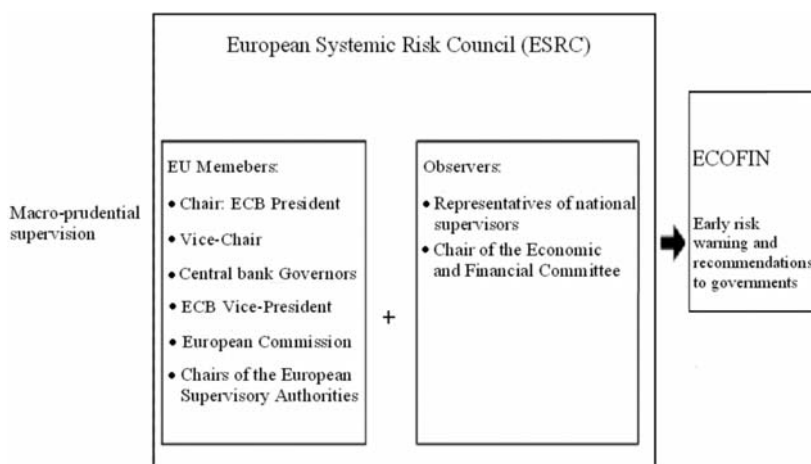 European Systemic Risk Council (ESRC)
Macro-prudential
supervision
EU Memebers:
• Chair: ECB President
• Vice-Chair
• Central bank Governors
• ECB Vice-President
• European Commission
• Chairs of the European
Supervisory Authorities
+
Observers:
• Representatives of national
supervisors
• Chair of the Economic
and Financial Committee
ECOFIN
Early risk
warning and
recommendations
to governments